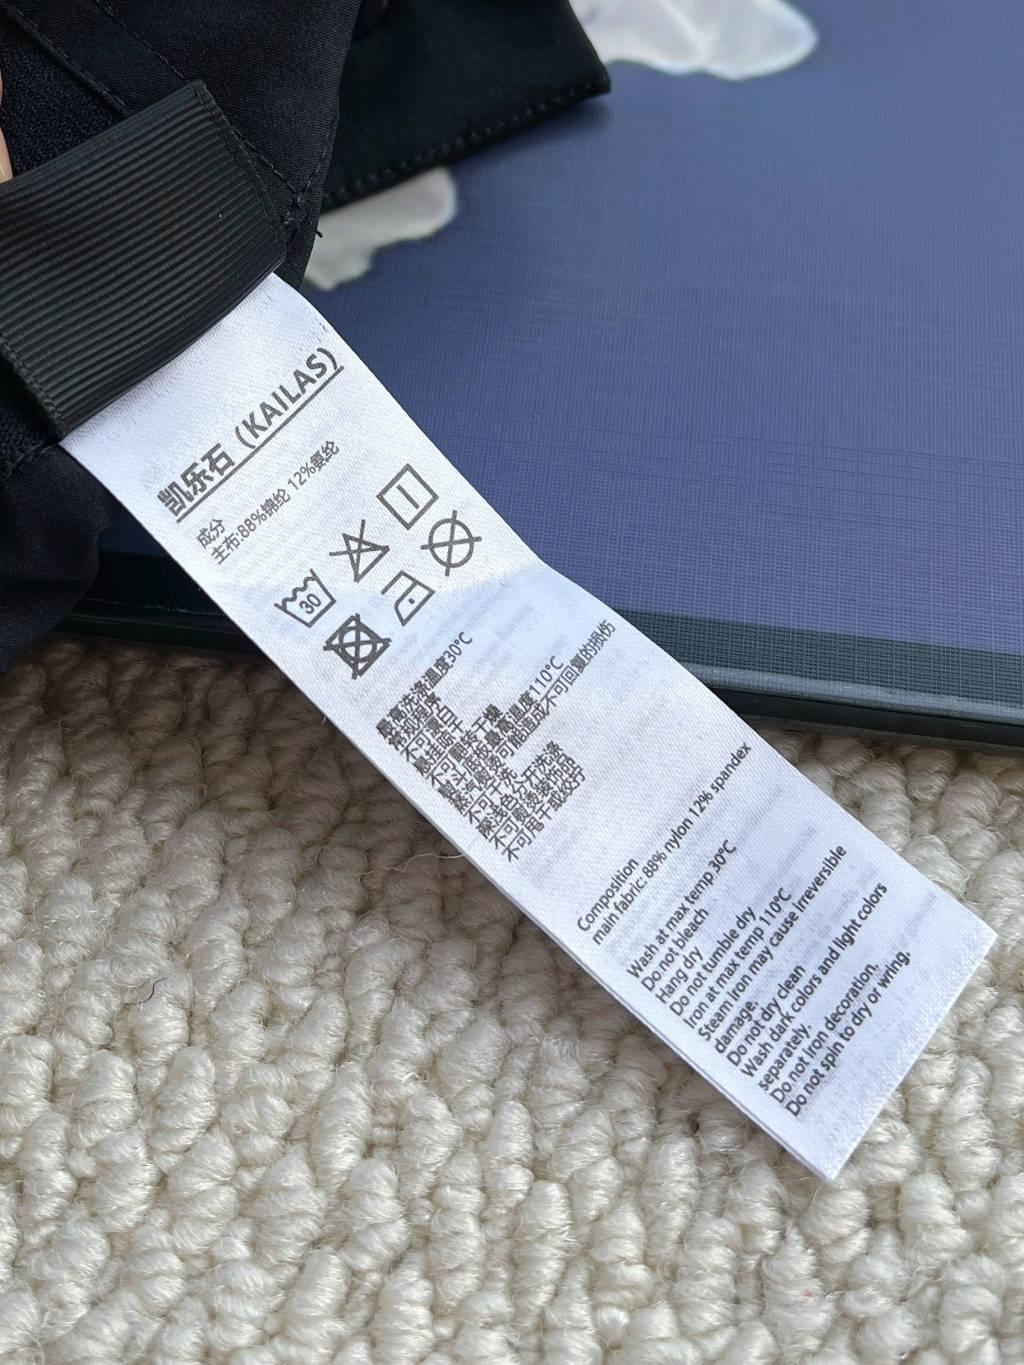 凯乐石（KAILAS）
成分
主布:88%锦纶 12%氨纶
30
最高洗涤温度30℃
特别缓度
不可漂白
悬挂晾干
不可翻转干燥
熨斗底板最高温度110℃
蒸汽熨烫可能造成不可回复的损伤
不可干洗
深浅色分开洗涤
不可熨烫装饰品
不可甩干或绞拧
Composition
main fabric: 88% nylon 12% spandex
Wash at max temp 30℃
Do not bleach
Hang dry
Do not tumble dry
Iron at max temp 110℃
Steam iron may cause irreversible
damage.
Do not dry clean
Wash dark colors and light colors
separately.
Do not iron decoration,
Do not spin to dry or wring.